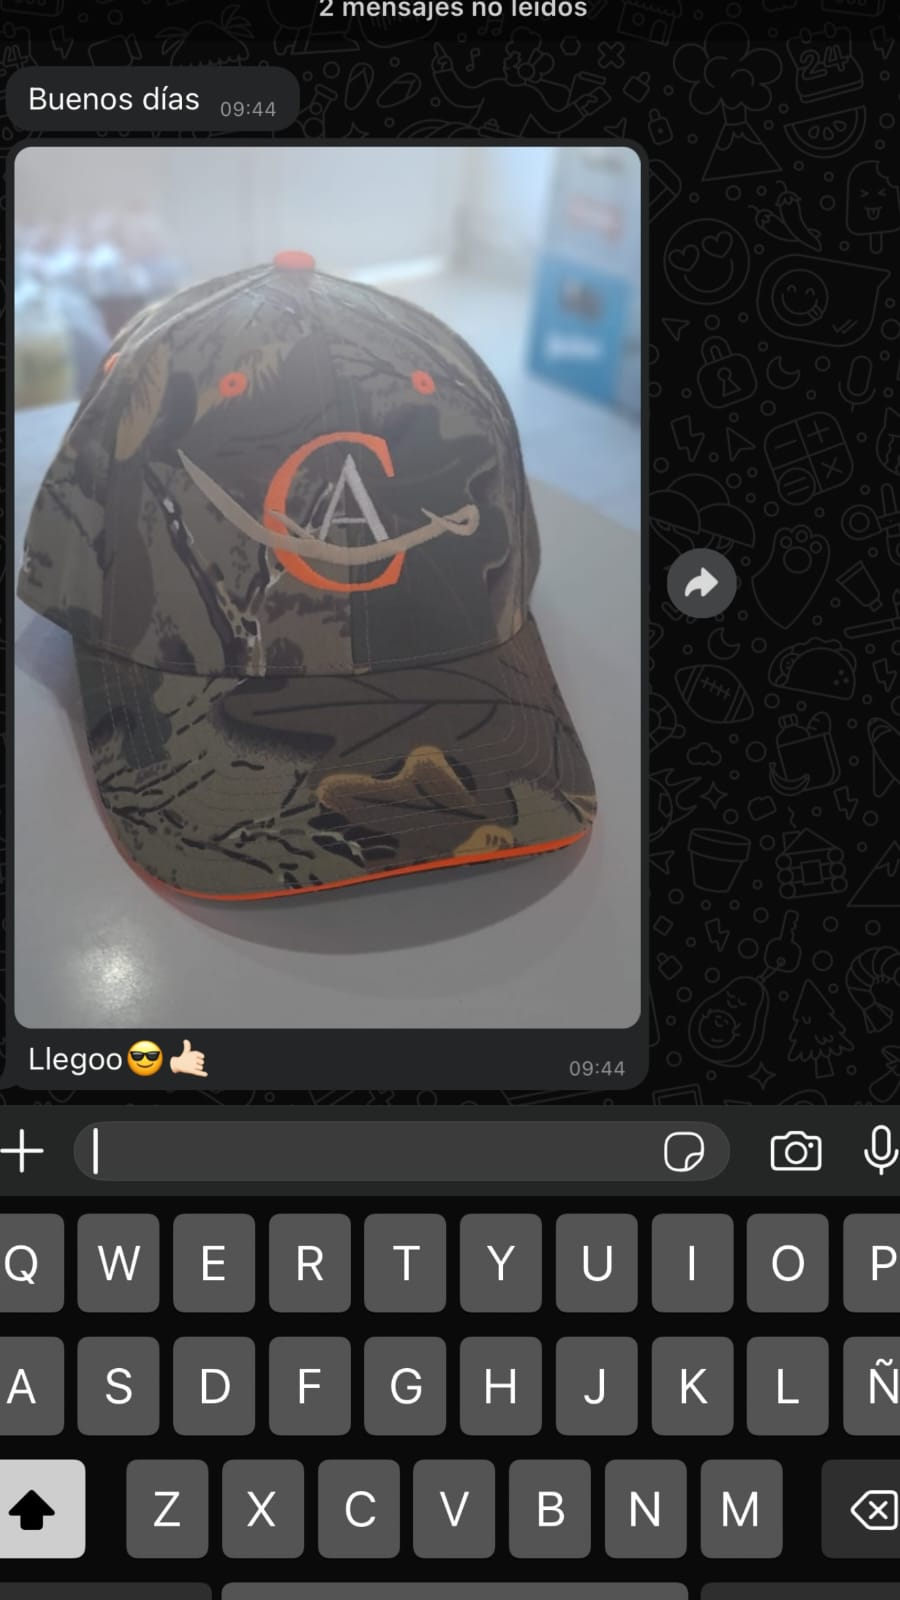 2 mensajes no leídos
Buenos días 09:44
CA
Llegoo😎🤙🏻 09:44
Q W E R T Y U I O P
A S D F G H J K L Ñ
Z X C V B N M